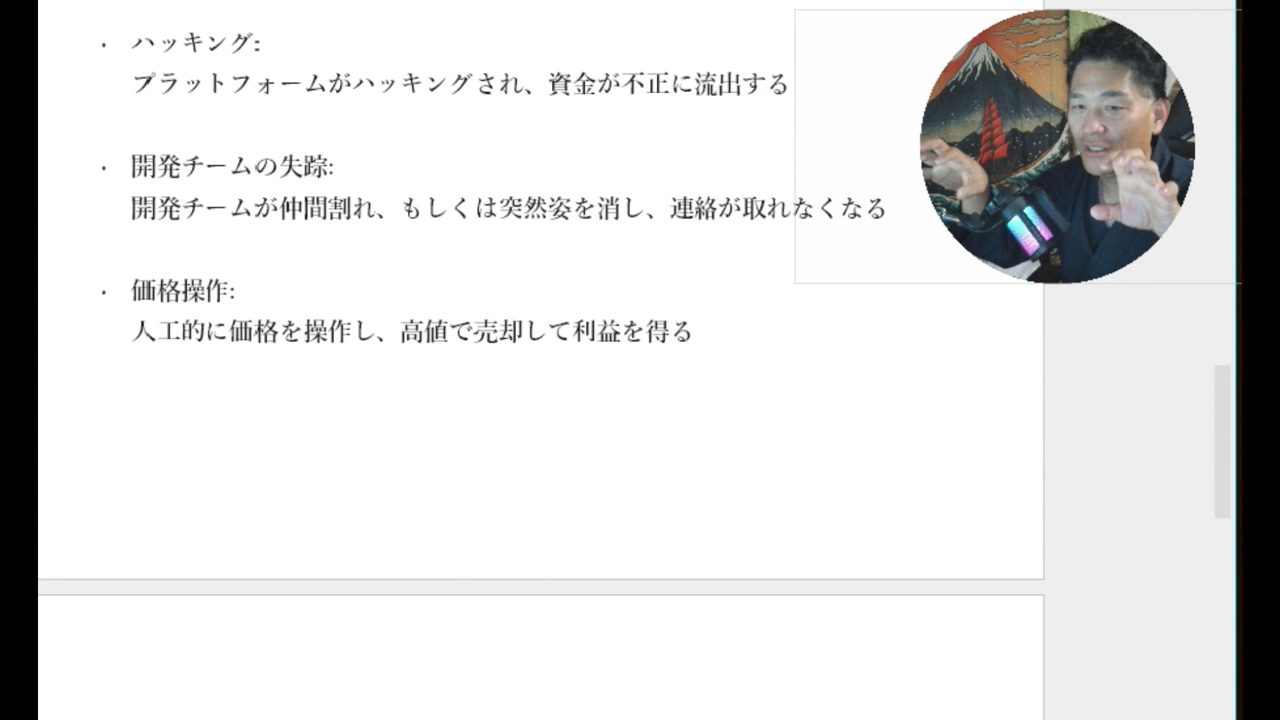 ・ ハッキング:
プラットフォームがハッキングされ、資金が不正に流出する
・ 開発チームの失踪:
開発チームが仲間割れ、もしくは突然姿を消し、連絡が取れなくなる
・ 価格操作:
人工的に価格を操作し、高値で売却して利益を得る